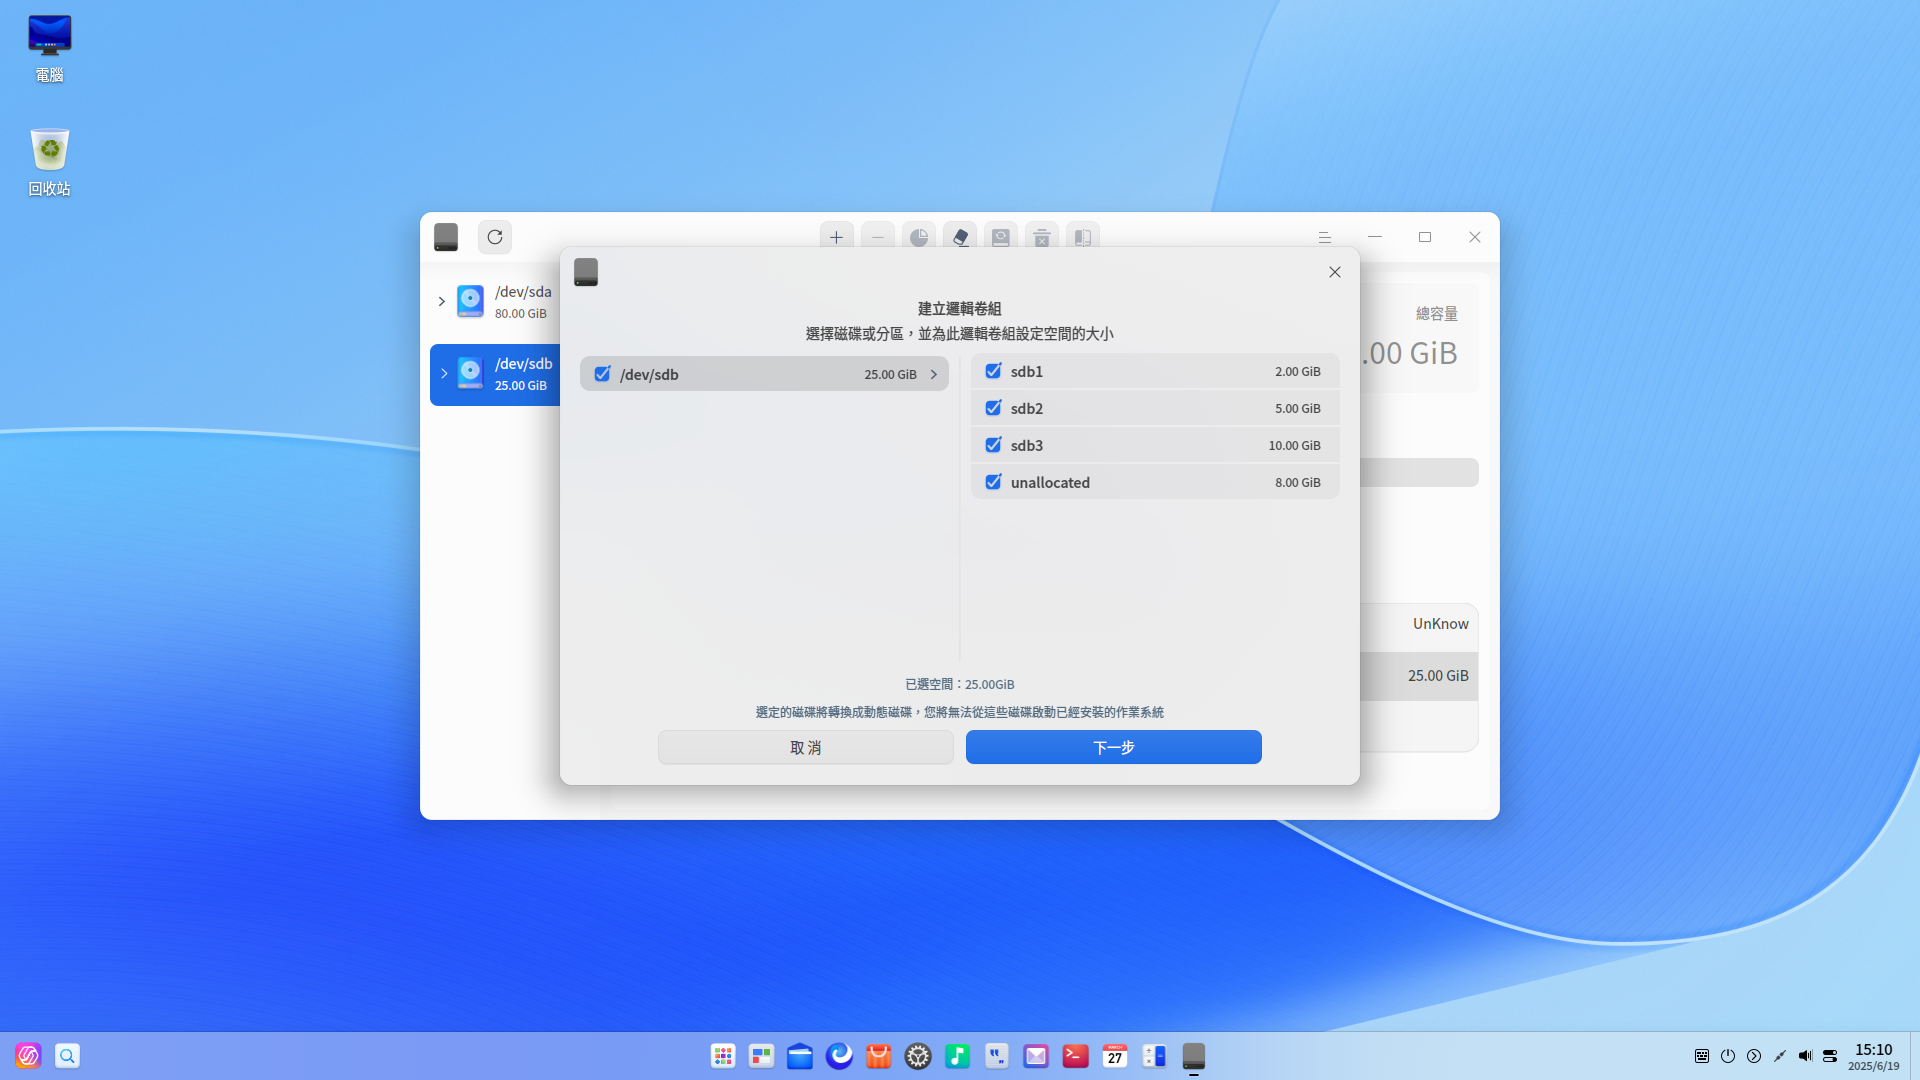 電腦
回收站
/dev/sda
80.00 GiB
/dev/sdb
25.00 GiB
總容量
.00 GiB
UnKnow
25.00 GiB
建立邏輯卷組
選擇磁碟或分區，並為此邏輯卷組設定空間的大小
/dev/sdb 25.00 GiB
sdb1 2.00 GiB
sdb2 5.00 GiB
sdb3 10.00 GiB
unallocated 8.00 GiB
已選空間：25.00GiB
選定的磁碟將轉換成動態磁碟，您將無法從這些磁碟啟動已經安裝的作業系統
取消
下一步
MARCH
27
15:10
2025/6/19